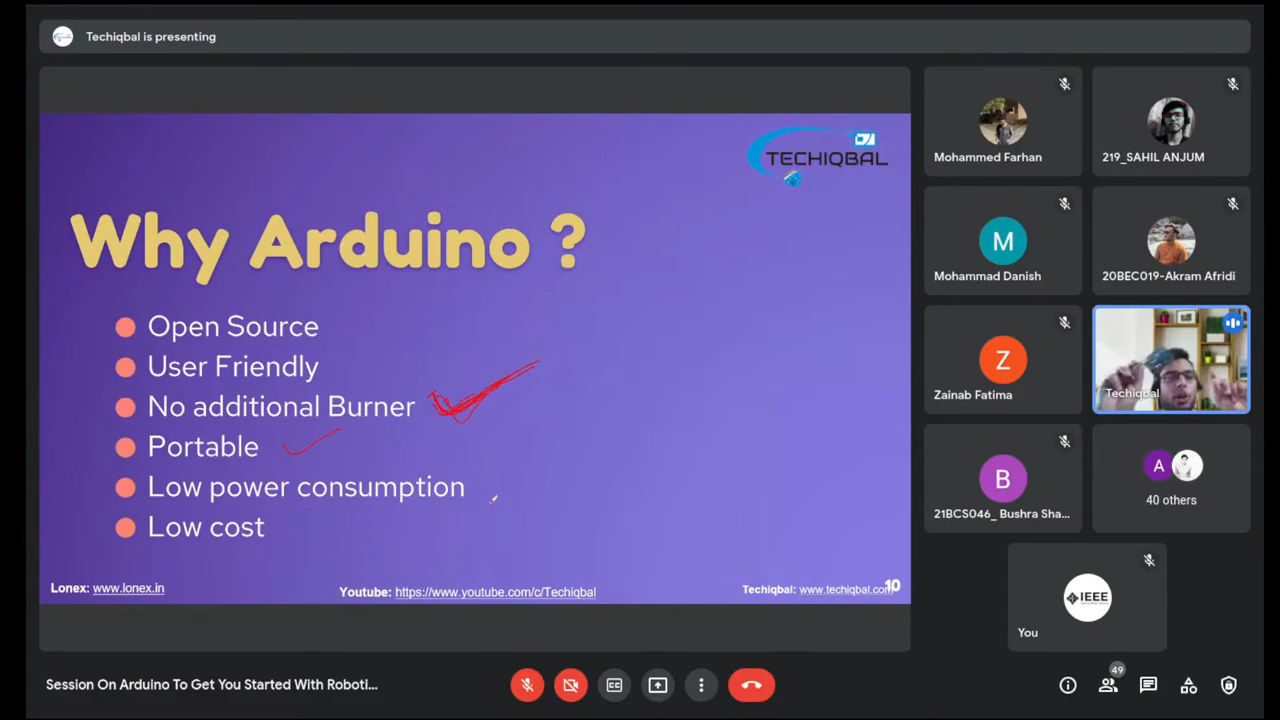 Techiqbal is presenting
TECHIQBAL
Why Arduino ?
Open Source
User Friendly
No additional Burner
Portable
Low power consumption
Low cost
Lonex: www.lonex.in
Youtube: https://www.youtube.com/c/Techiqbal
Techiqbal: www.techiqbal.com
10
Mohammed Farhan
219_SAHIL ANJUM
M
Mohammad Danish
20BEC019-Akram Afridi
Z
Zainab Fatima
Techiqbal
B
21BCS046_ Bushra Sha...
A
40 others
IEEE
You
Session On Arduino To Get You Started With Roboti...
CC
49